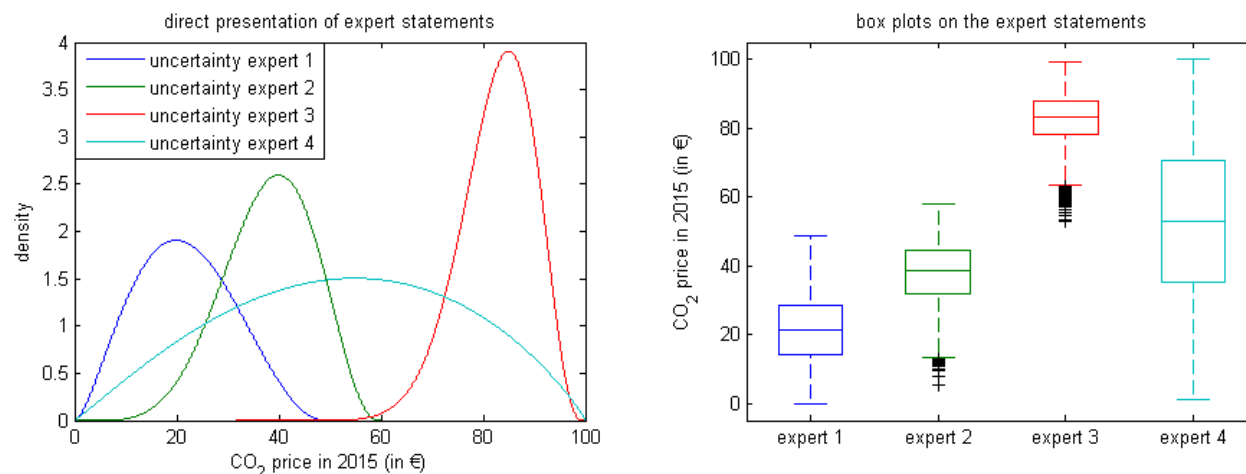 direct presentation of expert statements
4
3.5
3
2.5
2
1.5
1
0.5
0
density
uncertainty expert 1
uncertainty expert 2
uncertainty expert 3
uncertainty expert 4
0 20 40 60 80 100
CO2 price in 2015 (in €)
box plots on the expert statements
100
80
60
40
20
0
CO2 price in 2015 (in €)
expert 1 expert 2 expert 3 expert 4